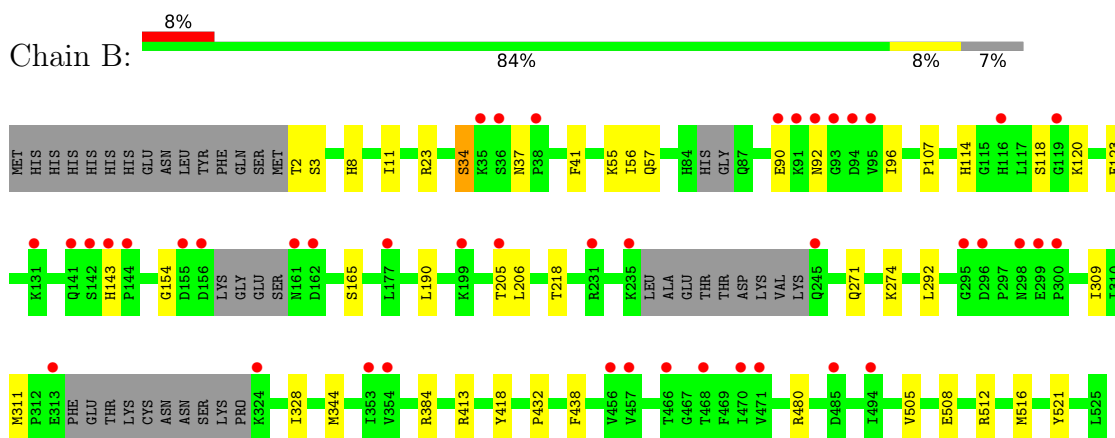 8%
Chain B:
84% 8% 7%
MET HIS HIS HIS HIS HIS HIS GLU ASN LEU TYR PHE GLN SER MET T2 S3 H8 I11 R23 S34 K35 S36 N37 P38 F41 K55 I56 Q57 H84 HIS GLY Q87 E90 K91 N92 G93 D94 V95 I96 P107 H114 G115 H116 L117 S118 G119 K120
K131 Q141 S142 H143 P144 G154 D155 D156 LYS GLY GLU SER N161 D162 S165 L177 L190 K199 T205 L206 T218 R231 K235 LEU ALA GLU THR THR ASP LYS VAL LYS Q245 Q271 K274 L292 G295 D296 P297 N298 E299 P300 I309
M311 P312 E313 PHE GLU THR LYS CYS ASN ASN SER LYS PRO K324 I328 M344 I353 V354 R384 R413 Y418 P432 F438 V456 V457 T466 G467 T468 F469 I470 V471 R480 D485 I494 V505 E508 R512 M516 Y521 L525